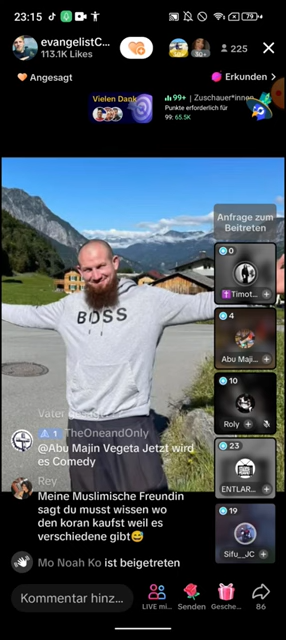 23:15
79
evangelistC...
113.1K Likes
30+
225
Angesagt
Erkunden >
Vielen Dank
99+ | Zuschauer*innen
Punkte erforderlich für
99: 65.5K
Anfrage zum
Beitreten
0
Timot...
BOSS
4
Abu Maji...
10
Roly
23
ENTLAR...
19
Sifu__JC
1 TheOneandOnly
@Abu Majin Vegeta Jetzt wird
es Comedy
Rey
Meine Muslimische Freundin
sagt du musst wissen wo
den koran kaufst weil es
verschiedene gibt😅
Mo Noah Ko ist beigetreten
Kommentar hinz...
LIVE mi...
Senden
Gesche...
86